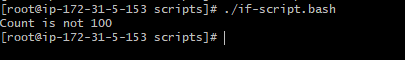 [root@ip-172-31-5-153 scripts]# ./if-script.bash
Count is not 100
[root@ip-172-31-5-153 scripts]#